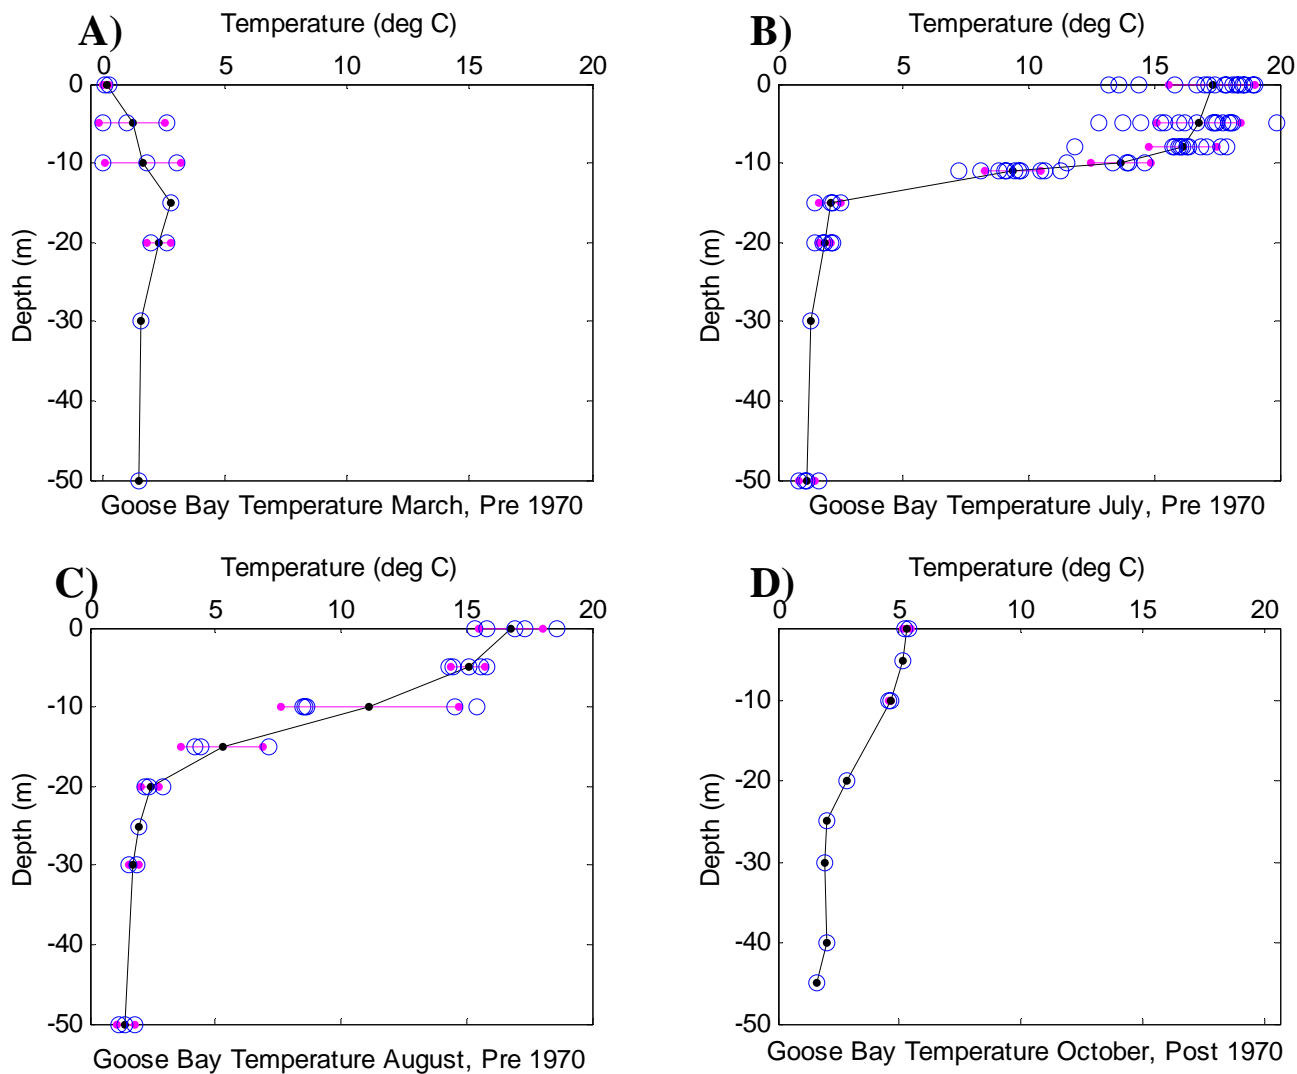 A)
Temperature (deg C)
0 5 10 15 20
0
-10
-20
-30
-40
-50
Depth (m)
Goose Bay Temperature March, Pre 1970
B)
Temperature (deg C)
0 5 10 15 20
0
-10
-20
-30
-40
-50
Depth (m)
Goose Bay Temperature July, Pre 1970
C)
Temperature (deg C)
0 5 10 15 20
0
-10
-20
-30
-40
-50
Depth (m)
Goose Bay Temperature August, Pre 1970
D)
Temperature (deg C)
0 5 10 15 20
-10
-20
-30
-40
-50
Depth (m)
Goose Bay Temperature October, Post 1970